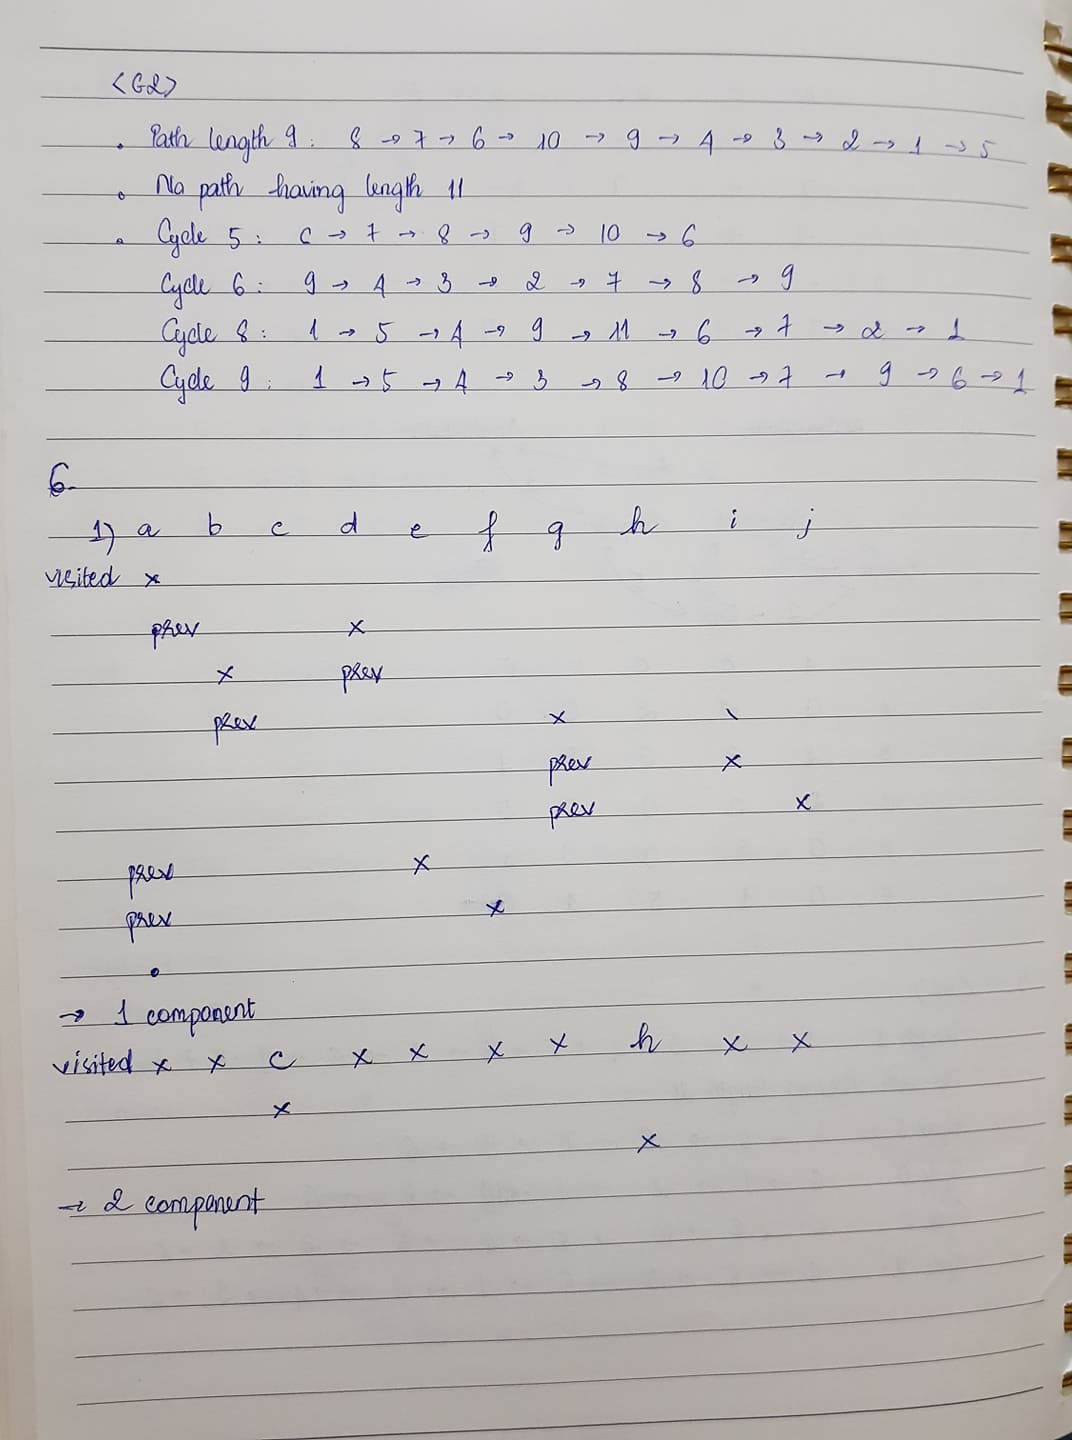 <G2>
. Path length 9: 8 → 7 → 6 → 10 → 9 → 4 → 3 → 2 → 1 → 5
. No path having length 11
. Cycle 5: 6 → 7 → 8 → 9 → 10 → 6
Cycle 6: 9 → 4 → 3 → 2 → 7 → 8 → 9
Cycle 8: 1 → 5 → 4 → 9 → 11 → 6 → 7 → 2 → 1
Cycle 9: 1 → 5 → 4 → 3 → 8 → 10 → 7 → 9 → 6 → 1
6.
1) a b c d e f g h i j
visited x
prev x
x prev
prev x \
prev x
prev x
prev x
prev x
.
→ 1 component
visited x x c x x x x h x x
x
x
→ 2 component